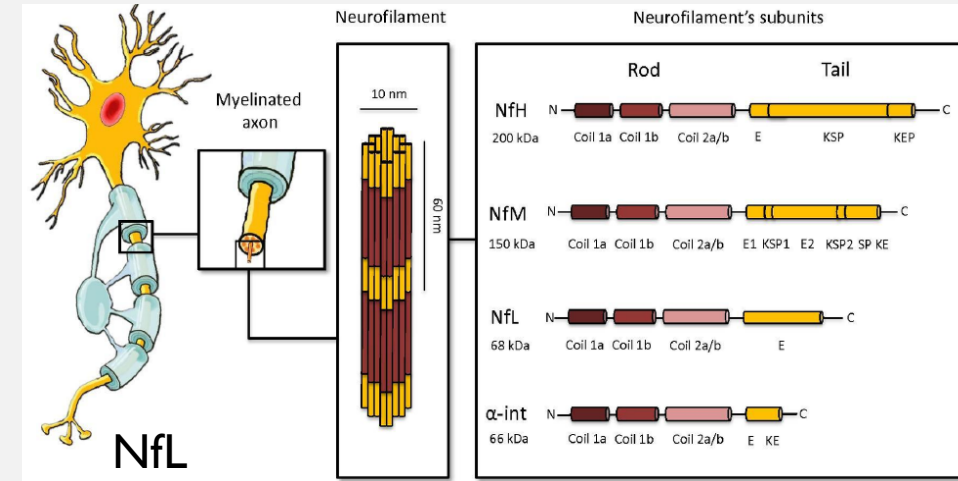 Neurofilament
Neurofilament's subunits
Myelinated
axon
10 nm
60 nm
Rod
Tail
NfH
N
C
200 kDa
Coil 1a
Coil 1b
Coil 2a/b
E
KSP
KEP
NfM
N
C
150 kDa
Coil 1a
Coil 1b
Coil 2a/b
E1
KSP1
E2
KSP2
SP
KE
NfL
N
C
68 kDa
Coil 1a
Coil 1b
Coil 2a/b
E
α-int
N
C
66 kDa
Coil 1a
Coil 1b
Coil 2a/b
E
KE
NfL